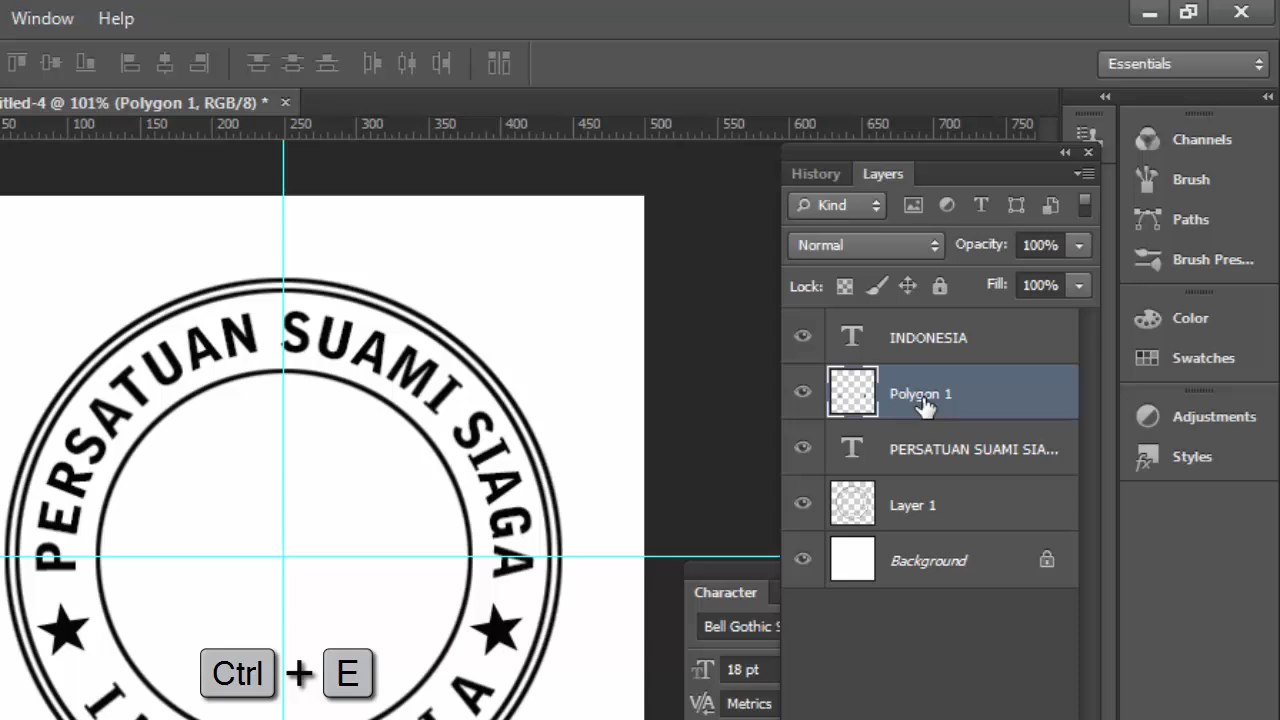 Window Help
Essentials
itled-4 @ 101% (Polygon 1, RGB/8) * ×
50 100 150 200 250 300 350 400 450 500 550 600 650 700 750
History Layers
Kind
Normal Opacity: 100%
Lock: Fill: 100%
T INDONESIA
Polygon 1
T PERSATUAN SUAMI SIA...
Layer 1
Background
Channels
Brush
Paths
Brush Pres...
Color
Swatches
Adjustments
Styles
PERSATUAN SUAMI SIAGA
Character
Bell Gothic S
18 pt
Metrics
Ctrl + E